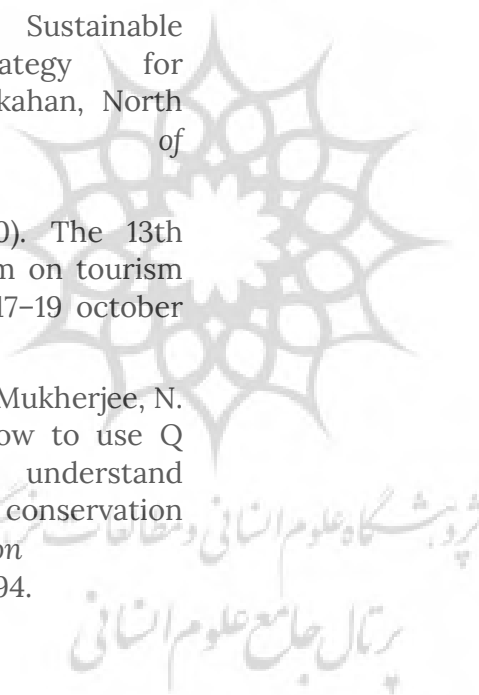 Sustainable
ategy for
kahan, North
of
0). The 13th
m on tourism
17–19 october
Mukherjee, N.
ow to use Q
understand
conservation
on
94.
پژوهشگاه علوم انسانی و مطالعات فرهنگی
پرتال جامع علوم انسانی